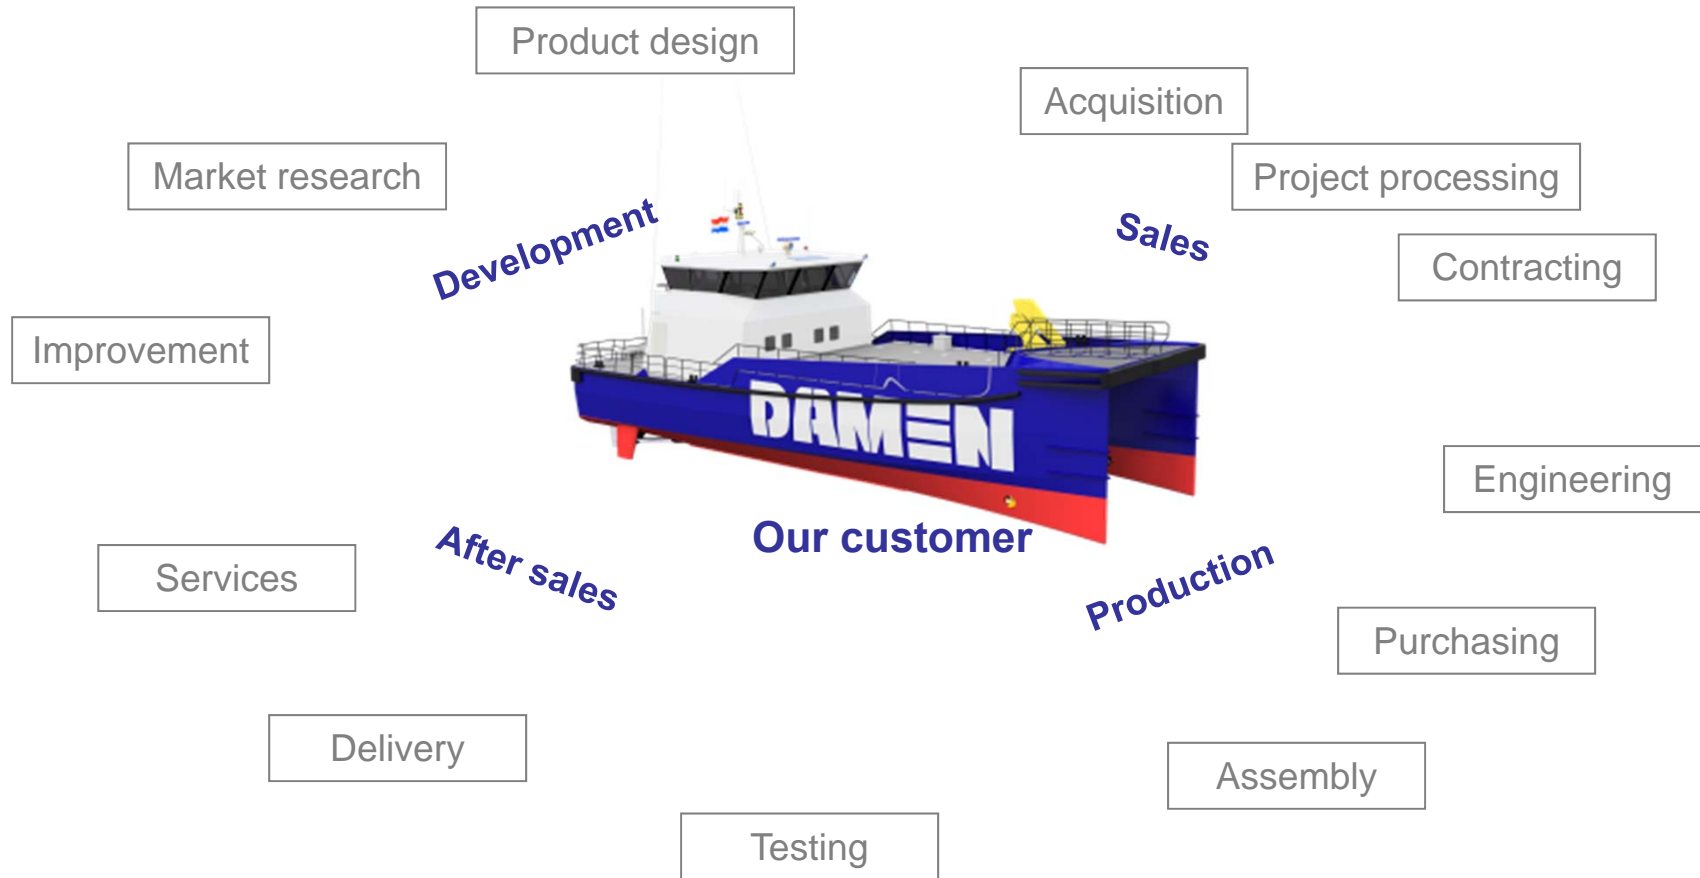 Product design
Acquisition
Market research
Project processing
Development
Sales
Contracting
Improvement
DAMEN
Engineering
Our customer
After sales
Production
Services
Purchasing
Delivery
Assembly
Testing